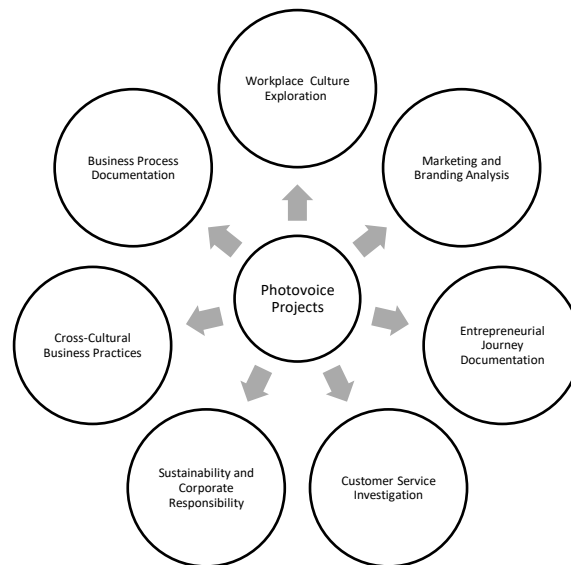 Workplace Culture
Exploration
Marketing and
Branding Analysis
Entrepreneurial
Journey
Documentation
Customer Service
Investigation
Sustainability and
Corporate
Responsibility
Cross-Cultural
Business Practices
Business Process
Documentation
Photovoice
Projects